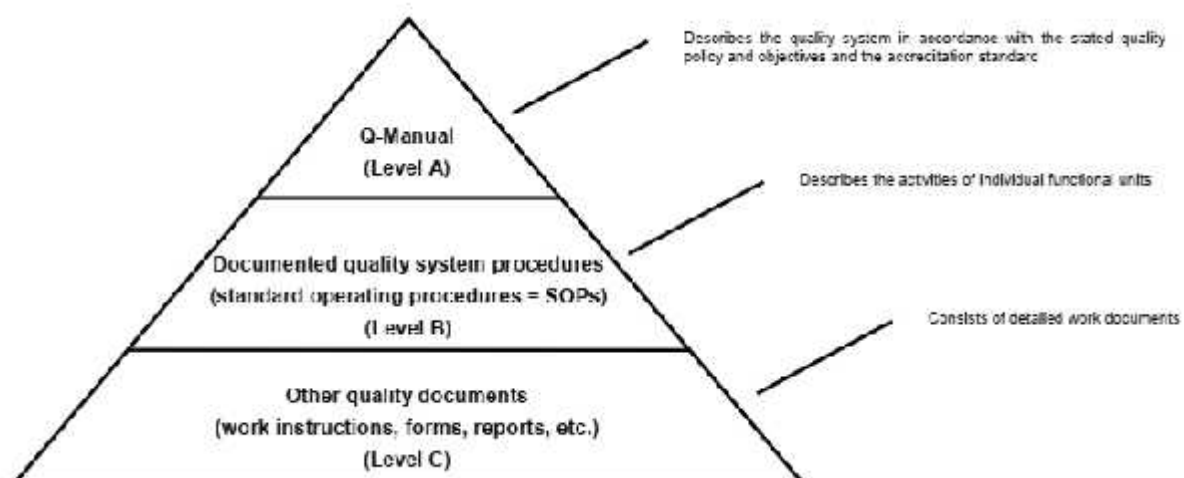 Describes the quality system in accordance with the stated quality
policy and objectives and the accreditation standard
Q-Manual
(Level A)
Describes the activities of individual functional units
Documented quality system procedures
(standard operating procedures = SOPs)
(Level B)
Consists of detailed work documents
Other quality documents
(work instructions, forms, reports, etc.)
(Level C)